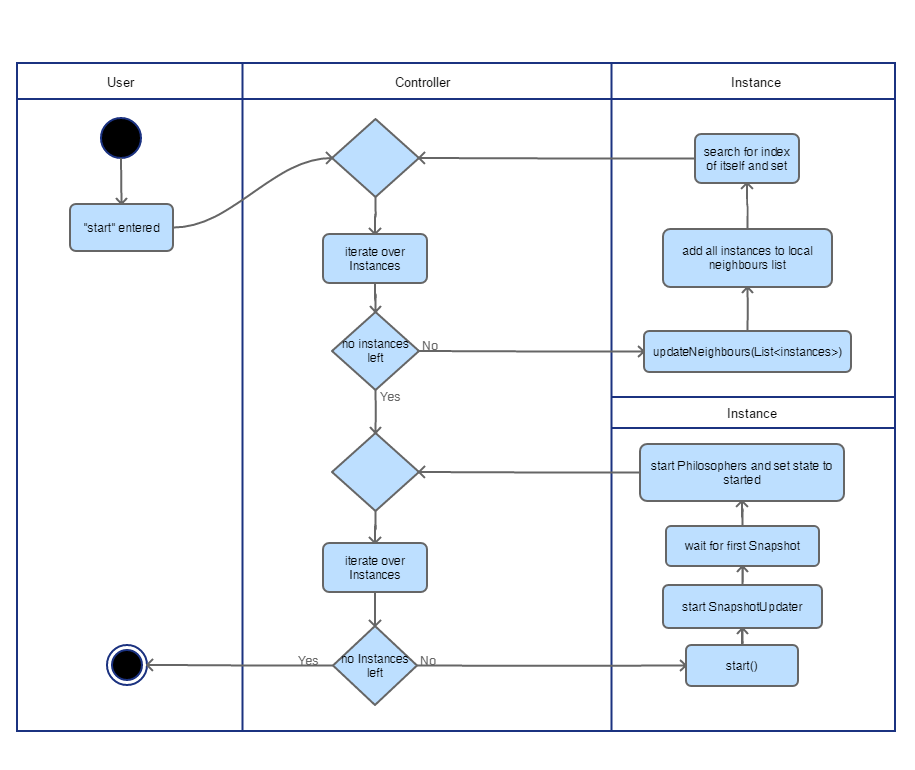 User
Controller
Instance
"start" entered
search for index
of itself and set
add all instances to local
neighbours list
iterate over
Instances
no instances
left
No
Yes
updateNeighbours(List<instances>)
Instance
start Philosophers and set state to
started
wait for first Snapshot
iterate over
Instances
start SnapshotUpdater
no Instances
left
Yes
No
start()